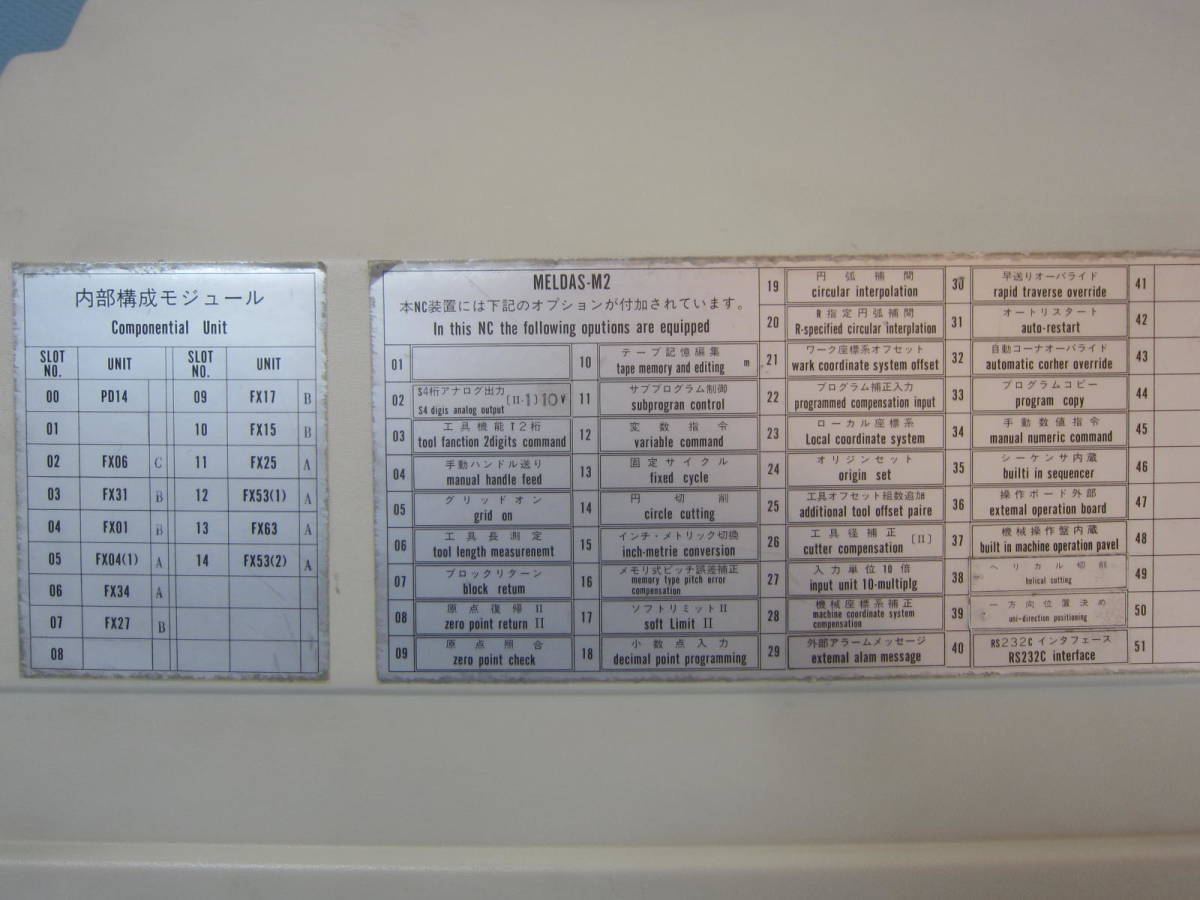 内部構成モジュール
Componential Unit
SLOT NO. UNIT SLOT NO. UNIT
00 PD14 09 FX17 B
01 10 FX15 B
02 FX06 C 11 FX25 A
03 FX31 B 12 FX53(1) A
04 FX01 B 13 FX63 A
05 FX04(1) A 14 FX53(2) A
06 FX34 A
07 FX27 B
08
MELDAS-M2
本NC装置には下記のオプションが付加されています。
In this NC the following oputions are equipped
01
02 S4桁アナログ出力 [II-1] 10V
S4 digis analog output
03 工具機能T2桁
tool fanction 2digits command
04 手動ハンドル送り
manual handle feed
05 グリッドオン
grid on
06 工具長測定
tool length measurenemt
07 ブロックリターン
block retum
08 原点復帰II
zero point return II
09 原点照合
zero point check
10 テープ記憶編集
tape memory and editing m
11 サブプログラム制御
subprogran control
12 変数指令
variable command
13 固定サイクル
fixed cycle
14 円切削
circle cutting
15 インチ・メトリック切換
inch-metrie conversion
16 メモリ式ピッチ誤差補正
memory type pitch error
compensation
17 ソフトリミットII
soft Limit II
18 小数点入力
decimal point programming
19 円弧補間
circular interpolation
20 R指定円弧補間
R-specified circular interplation
21 ワーク座標系オフセット
wark coordinate system offset
22 プログラム補正入力
programmed compensation input
23 ローカル座標系
Local coordinate system
24 オリジンセット
origin set
25 工具オフセット組数追加
additional tool offset paire
26 工具径補正 [II]
cutter compensation
27 入力単位10倍
input unit 10-multiplg
28 機械座標系補正
machine coordinate system
compensation
29 外部アラームメッセージ
extemal alam message
30 早送りオーバライド
rapid traverse override
31 オートリスタート
auto-restart
32 自動コーナオーバライド
automatic corher override
33 プログラムコピー
program copy
34 手動数値指令
manual numeric command
35 シーケンサ内蔵
builti in sequencer
36 操作ボード外部
extemal operation board
37 機械操作盤内蔵
built in machine operation pavel
38 ヘリカル切削
helical cutting
39 一方向位置決め
uni-direction positioning
40 RS232Cインタフェース
RS232C interface
41
42
43
44
45
46
47
48
49
50
51